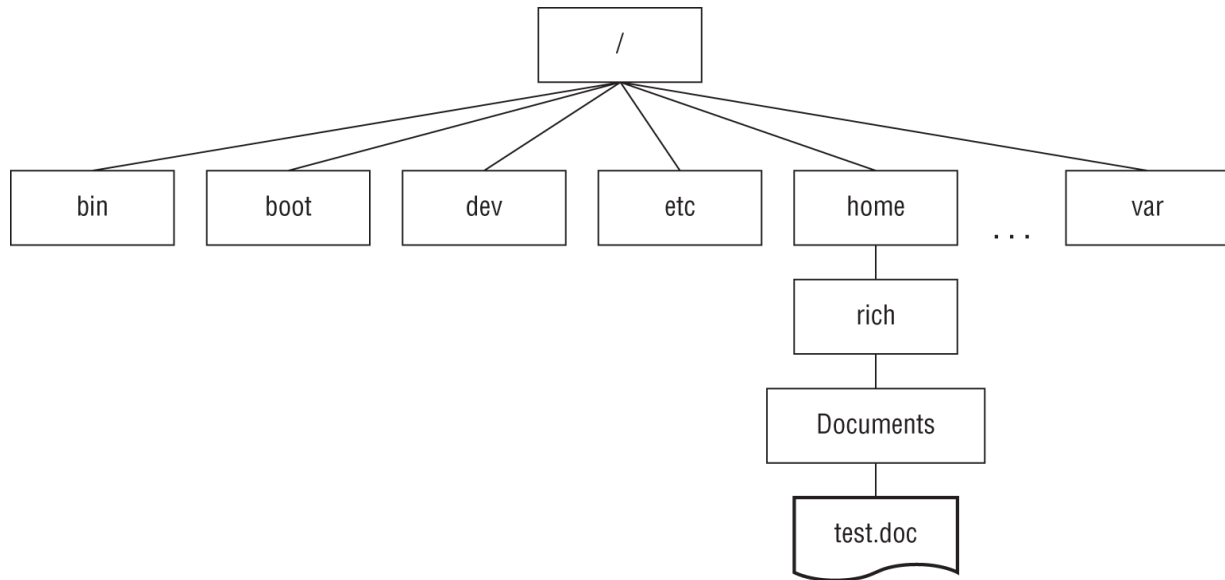 /
bin boot dev etc home ... var
rich
Documents
test.doc